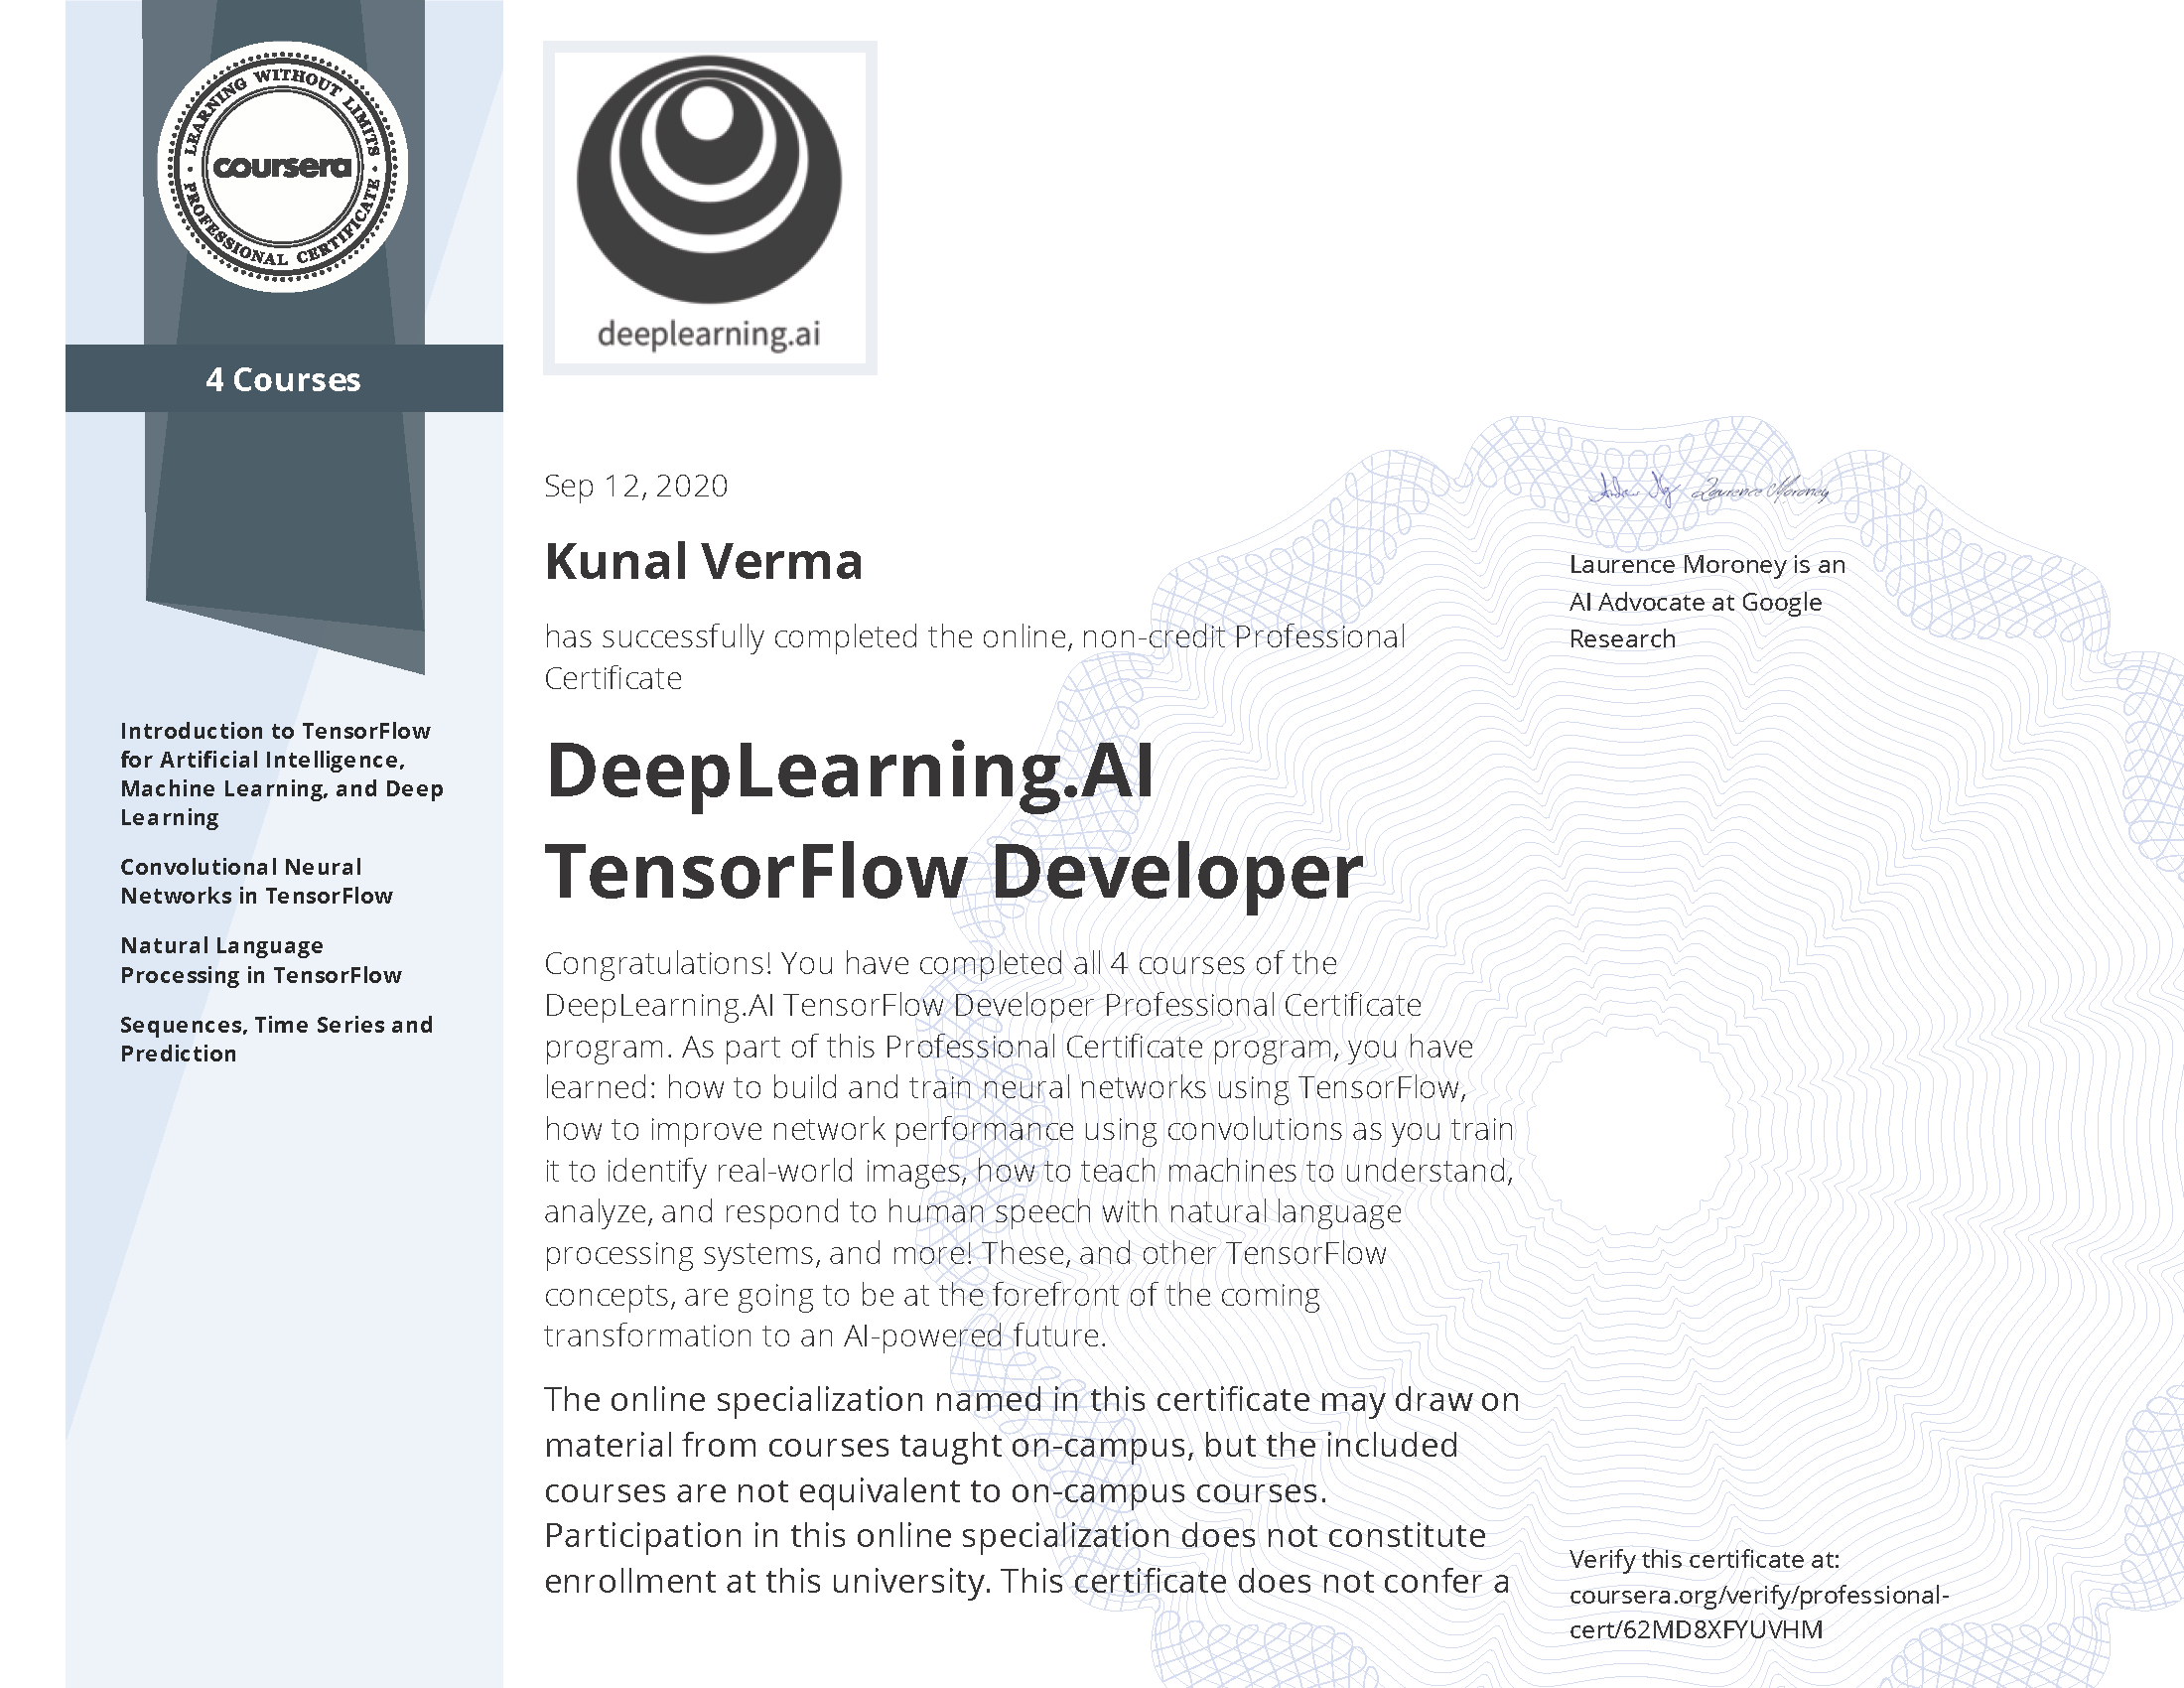 LEARNING WITHOUT LIMITS
coursera
PROFESSIONAL CERTIFICATE
4 Courses
Introduction to TensorFlow
for Artificial Intelligence,
Machine Learning, and Deep
Learning
Convolutional Neural
Networks in TensorFlow
Natural Language
Processing in TensorFlow
Sequences, Time Series and
Prediction
deeplearning.ai
Sep 12, 2020
Kunal Verma
has successfully completed the online, non-credit Professional
Certificate
DeepLearning.AI
TensorFlow Developer
Congratulations! You have completed all 4 courses of the
DeepLearning.AI TensorFlow Developer Professional Certificate
program. As part of this Professional Certificate program, you have
learned: how to build and train neural networks using TensorFlow,
how to improve network performance using convolutions as you train
it to identify real-world images, how to teach machines to understand,
analyze, and respond to human speech with natural language
processing systems, and more! These, and other TensorFlow
concepts, are going to be at the forefront of the coming
transformation to an AI-powered future.
The online specialization named in this certificate may draw on
material from courses taught on-campus, but the included
courses are not equivalent to on-campus courses.
Participation in this online specialization does not constitute
enrollment at this university. This certificate does not confer a
Andrew Ng Laurence Moroney
Laurence Moroney is an
AI Advocate at Google
Research
Verify this certificate at:
coursera.org/verify/professional-
cert/62MD8XFYUVHM